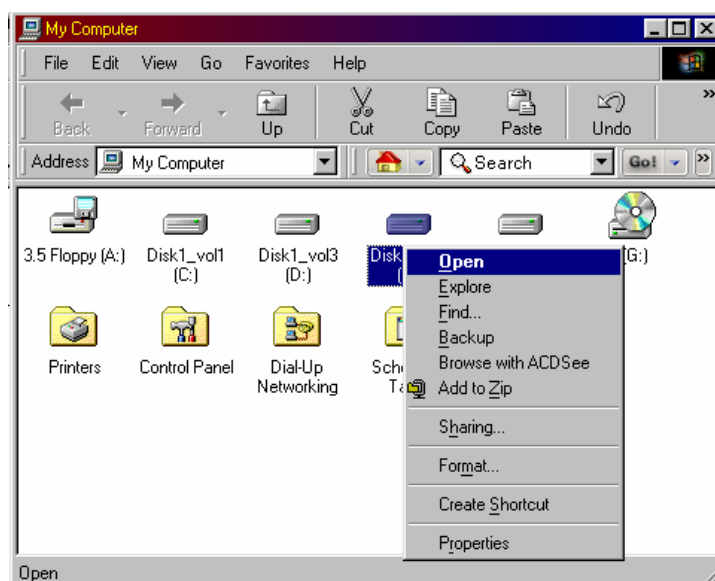 My Computer
File Edit View Go Favorites Help
Back Forward Up Cut Copy Paste Undo »
Address My Computer Search Go! »
3.5 Floppy (A:) Disk1_vol1 (C:) Disk1_vol3 (D:) Disk (G:)
Open
Explore
Find...
Backup
Browse with ACDSee
Add to Zip
Sharing...
Format...
Create Shortcut
Properties
Printers Control Panel Dial-Up Networking
Open